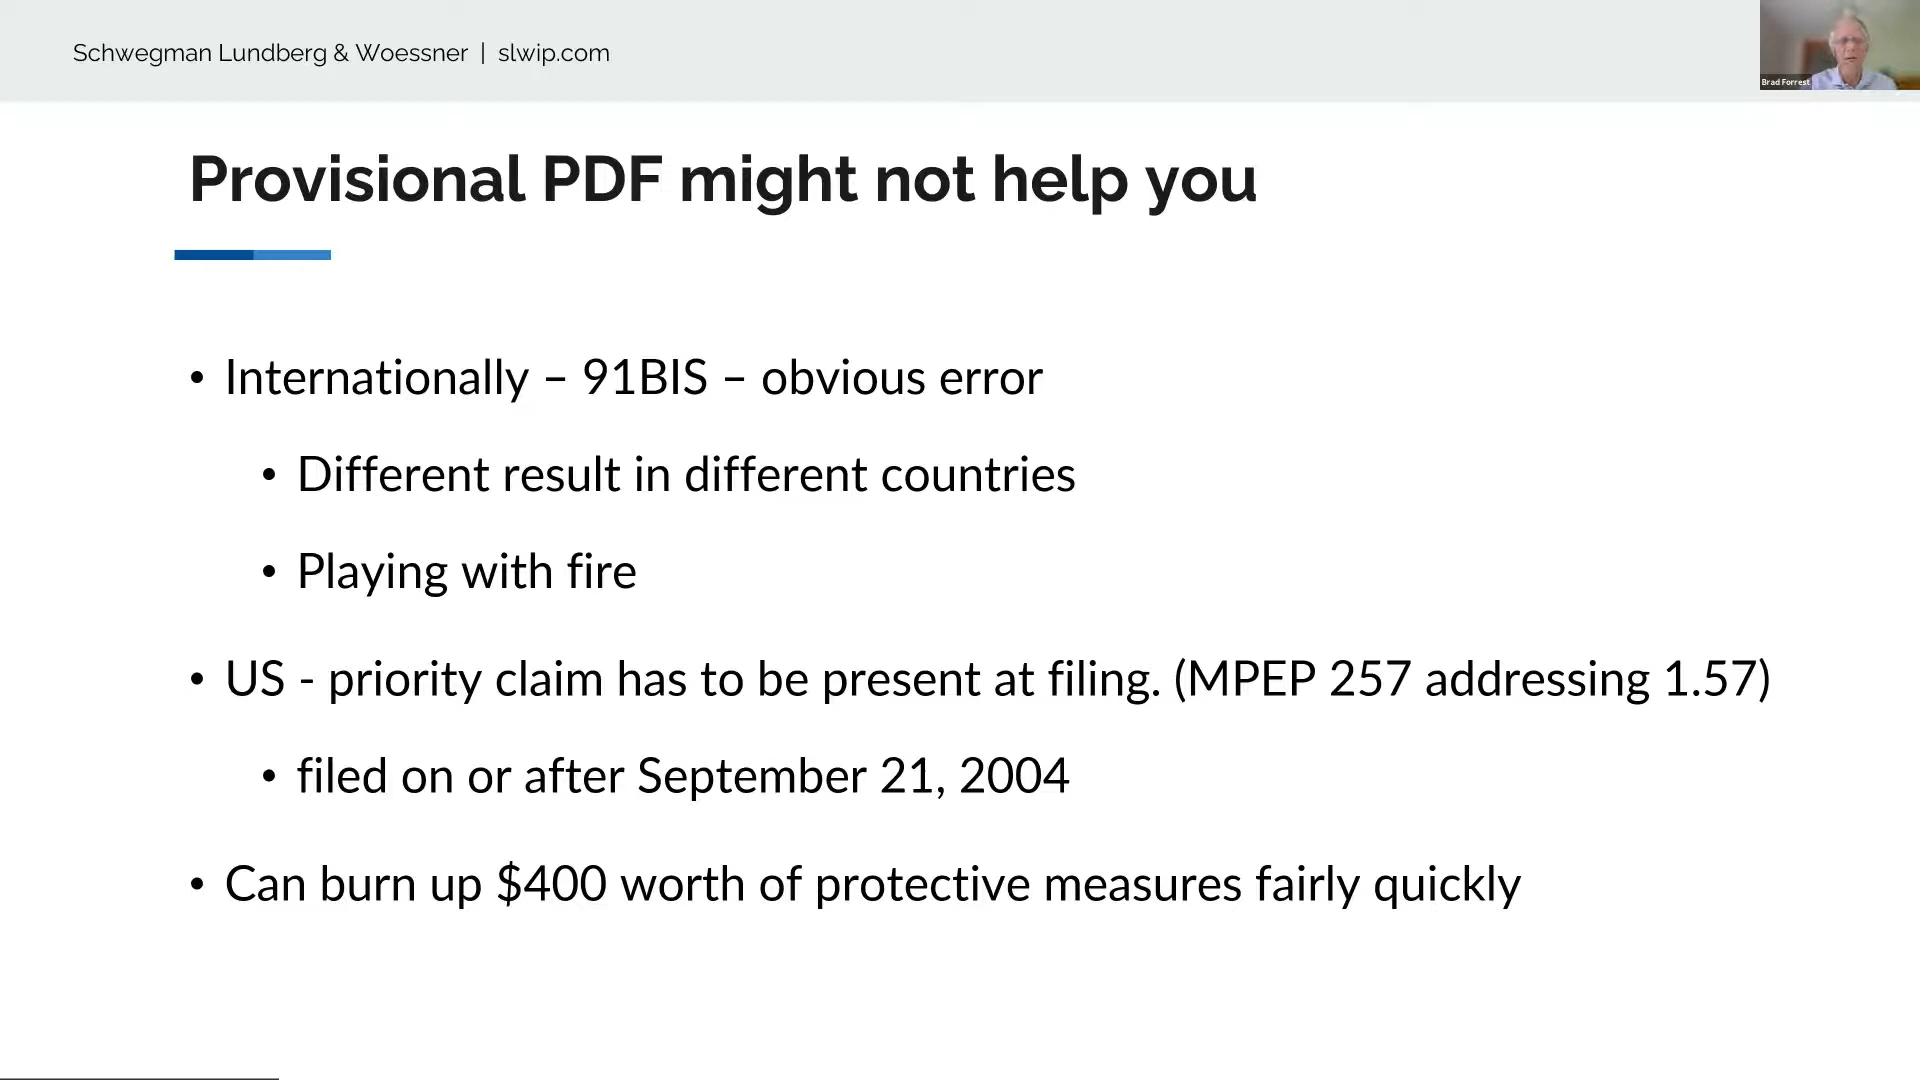 Schwegman Lundberg & Woessner | slwip.com
Brad Forrest
Provisional PDF might not help you
• Internationally – 91BIS – obvious error
• Different result in different countries
• Playing with fire
• US - priority claim has to be present at filing. (MPEP 257 addressing 1.57)
• filed on or after September 21, 2004
• Can burn up $400 worth of protective measures fairly quickly